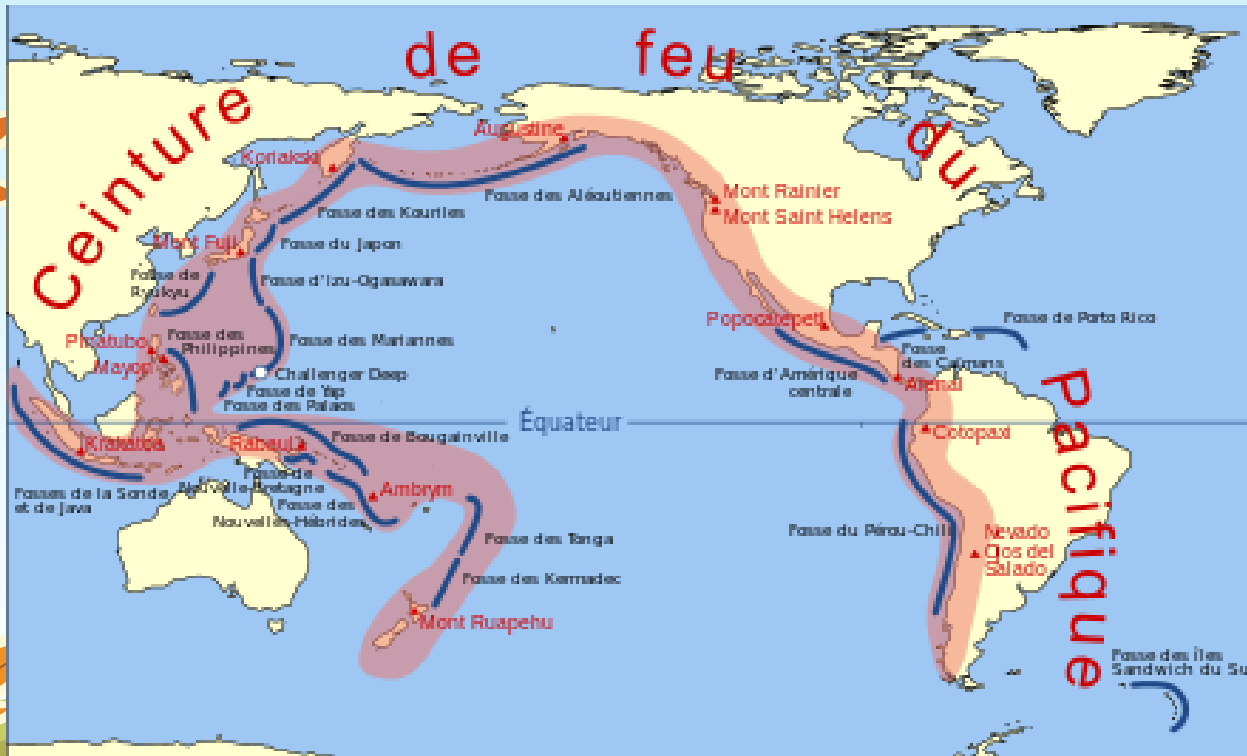 Ceinture de feu du Pacifique
Augustine
Koriakski
Fosse des Aléoutiennes
Mont Rainier
Mont Saint Helens
Fosse des Kouriles
Mont Fuji
Fosse du Japon
Fosse de
Ryukyu
Fosse d'Izu-Ogasawara
Popocatepetl
Fosse de Porto Rico
Pinatubo
Fosse des
Philippines
Fosse des Mariannes
Mayon
Fosse
des Caïmans
Challenger Deep
Fosse d'Amérique
centrale
Arenal
Fosse de Yap
Fosse des Palaos
Équateur
Krakatoa
Rabaul
Fosse de Bougainville
Cotopaxi
Fosses de la Sonde
et de Java
Fosse de
Nouvelle-Bretagne
Ambrym
Fosse des
Nouvelles-Hébrides
Fosse du Pérou-Chili
Nevado
Ojos del
Salado
Fosse des Tonga
Fosse des Kermadec
Mont Ruapehu
Fosse des îles
Sandwich du Su